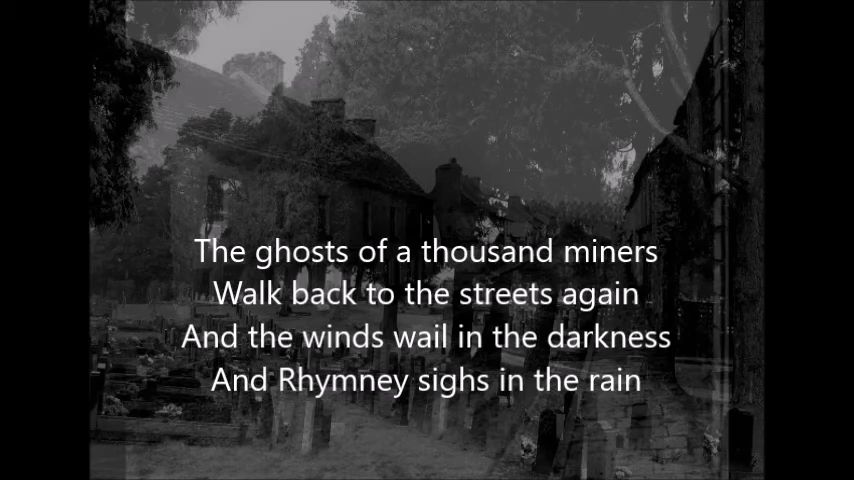 The ghosts of a thousand miners
Walk back to the streets again
And the winds wail in the darkness
And Rhymney sighs in the rain